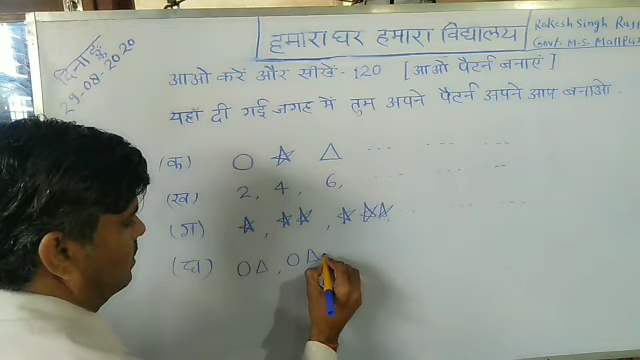 दिनांक
29-08-2020
हमारा घर हमारा विद्यालय
Rakesh Singh
Govt. M.S.
आओ करें और सीखें - 120 [आओ पैटर्न बनाएं]
यहाँ दी गई जगह में तुम अपने पैटर्न अपने आप बनाओ.
(क) ○ ☆ △ --- --- ---
(ख) 2, 4, 6, --- --- --
(ग) ☆, ☆☆, ☆☆☆, --- --- ---
(घ) ○△, ○△